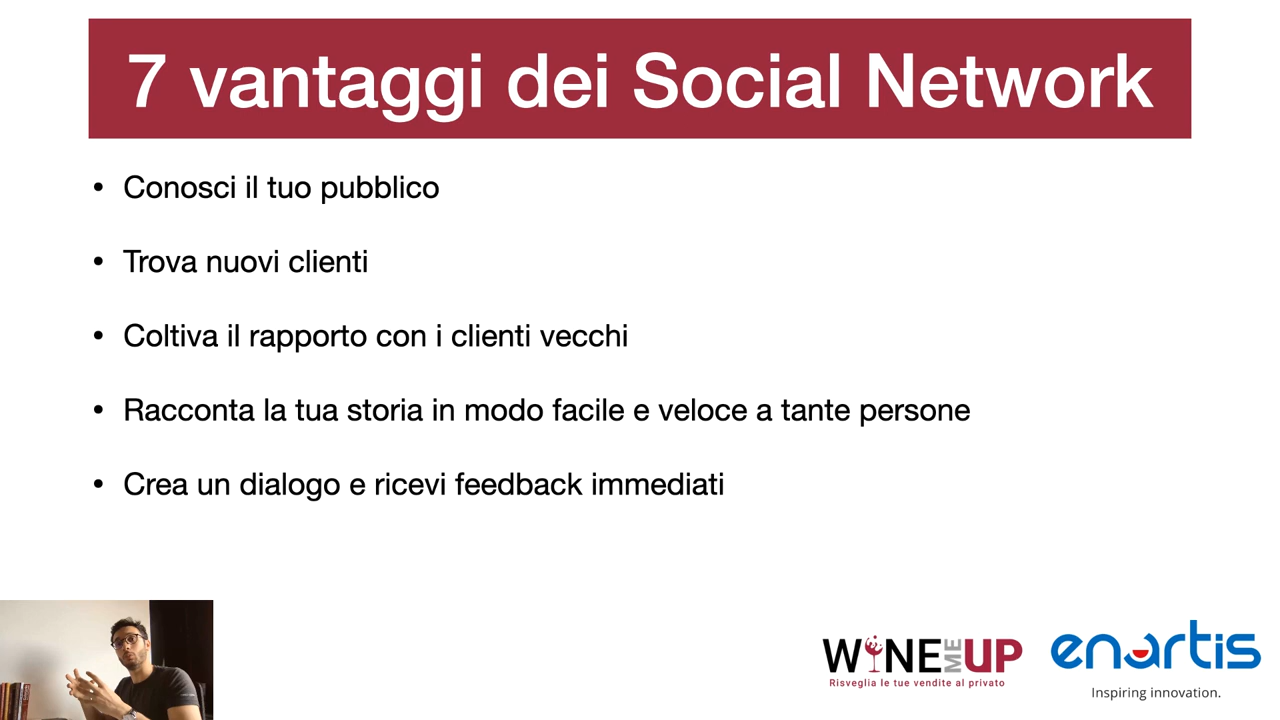 7 vantaggi dei Social Network
• Conosci il tuo pubblico
• Trova nuovi clienti
• Coltiva il rapporto con i clienti vecchi
• Racconta la tua storia in modo facile e veloce a tante persone
• Crea un dialogo e ricevi feedback immediati
WINE ME UP
Risveglia le tue vendite al privato
enartis
Inspiring innovation.